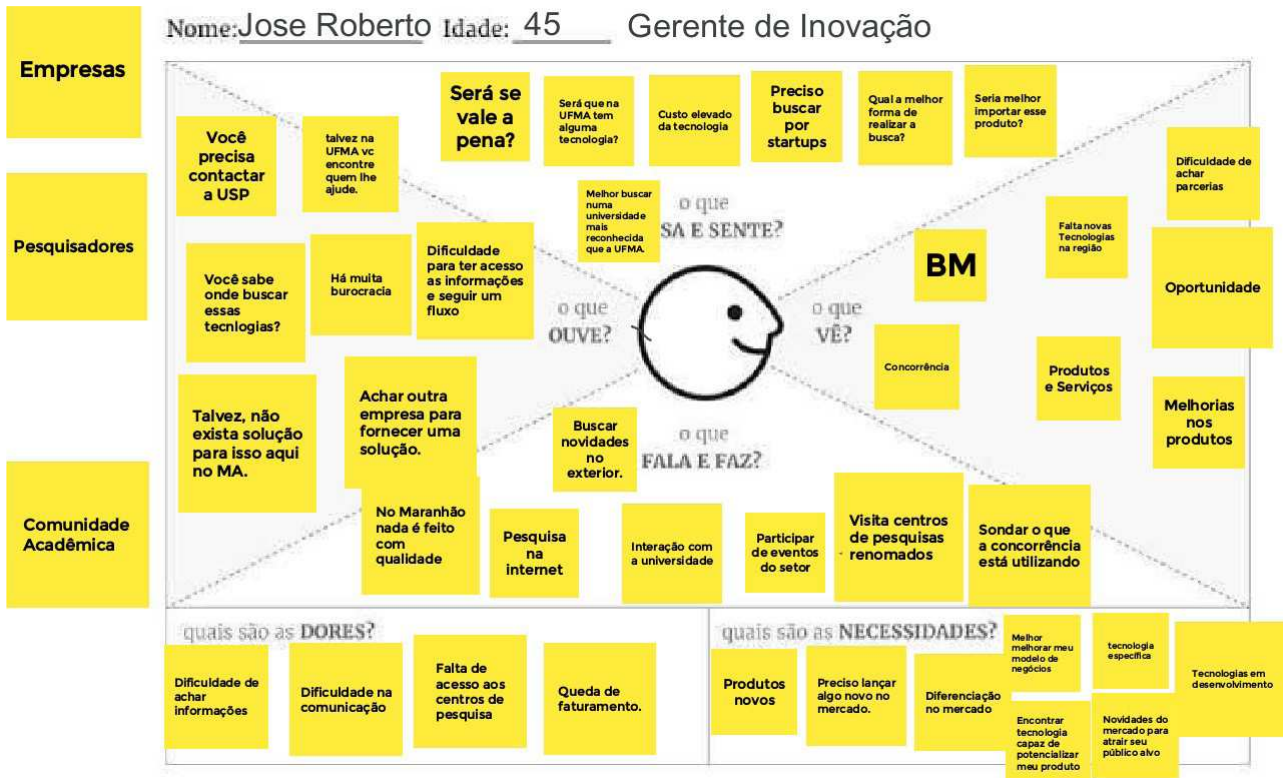 Nome: Jose Roberto Idade: 45 Gerente de Inovação
Empresas
Pesquisadores
Comunidade
Acadêmica
Será se
vale a
pena?
Será que na
UFMA tem
alguma
tecnologia?
Custo elevado
da tecnologia
Preciso
buscar
por
startups
Qual a melhor
forma de
realizar a
busca?
Seria melhor
importar esse
produto?
Melhor buscar
numa
universidade
mais
reconhecida
que a UFMA.
o que
SA E SENTE?
Você
precisa
contactar
a USP
talvez na
UFMA vc
encontre
quem lhe
ajude.
Você sabe
onde buscar
essas
tecnlogias?
Há muita
burocracia
Dificuldade
para ter acesso
as informações
e seguir um
fluxo
o que
OUVE?
Talvez, não
exista solução
para isso aqui
no MA.
Achar outra
empresa para
fornecer uma
solução.
o que
VÊ?
BM
Falta novas
Tecnologias
na região
Dificuldade de
achar
parcerias
Oportunidade
Concorrência
Produtos
e Serviços
Melhorias
nos
produtos
Buscar
novidades
no
exterior.
o que
FALA E FAZ?
No Maranhão
nada é feito
com
qualidade
Pesquisa
na
internet
Interação com
a universidade
Participar
de eventos
do setor
Visita centros
de pesquisas
renomados
Sondar o que
a concorrência
está utilizando
quais são as DORES?
Dificuldade de
achar
informações
Dificuldade na
comunicação
Falta de
acesso aos
centros de
pesquisa
Queda de
faturamento.
quais são as NECESSIDADES?
Produtos
novos
Preciso lançar
algo novo no
mercado.
Diferenciação
no mercado
Melhor
melhorar meu
modelo de
negócios
tecnologia
específica
Tecnologias em
desenvolvimento
Encontrar
tecnologia
capaz de
potencializar
meu produto
Novidades do
mercado para
atrair seu
público alvo